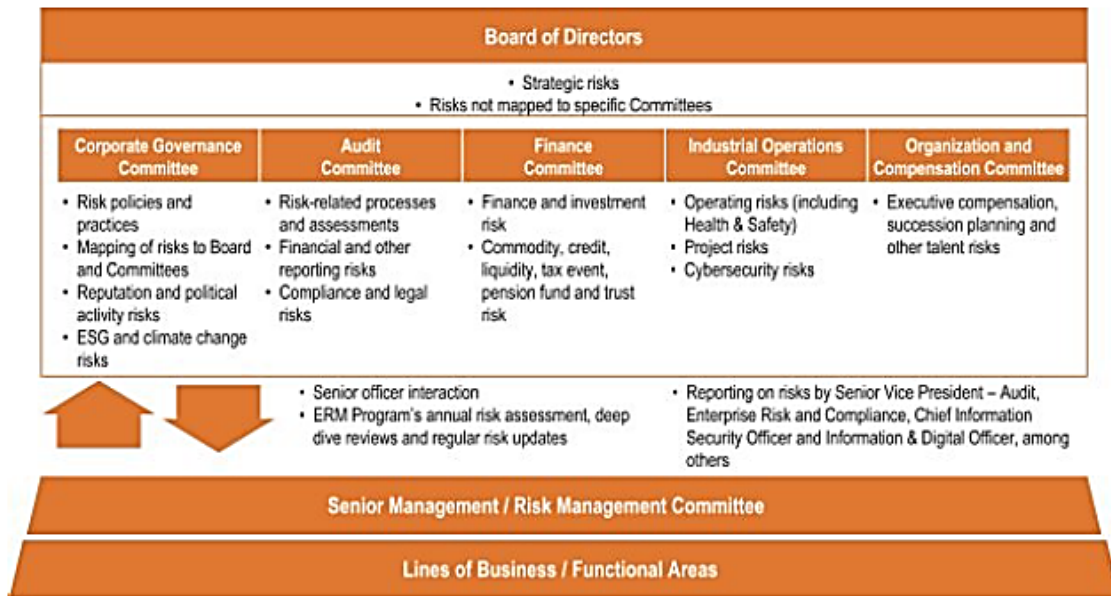 Board of Directors
• Strategic risks
• Risks not mapped to specific Committees
Corporate Governance
Committee
• Risk policies and
practices
• Mapping of risks to Board
and Committees
• Reputation and political
activity risks
• ESG and climate change
risks
Audit
Committee
• Risk-related processes
and assessments
• Financial and other
reporting risks
• Compliance and legal
risks
Finance
Committee
• Finance and investment
risk
• Commodity, credit,
liquidity, tax event,
pension fund and trust
risk
Industrial Operations
Committee
• Operating risks (including
Health & Safety)
• Project risks
• Cybersecurity risks
Organization and
Compensation Committee
• Executive compensation,
succession planning and
other talent risks
• Senior officer interaction
• ERM Program's annual risk assessment, deep
dive reviews and regular risk updates
• Reporting on risks by Senior Vice President – Audit,
Enterprise Risk and Compliance, Chief Information
Security Officer and Information & Digital Officer, among
others
Senior Management / Risk Management Committee
Lines of Business / Functional Areas